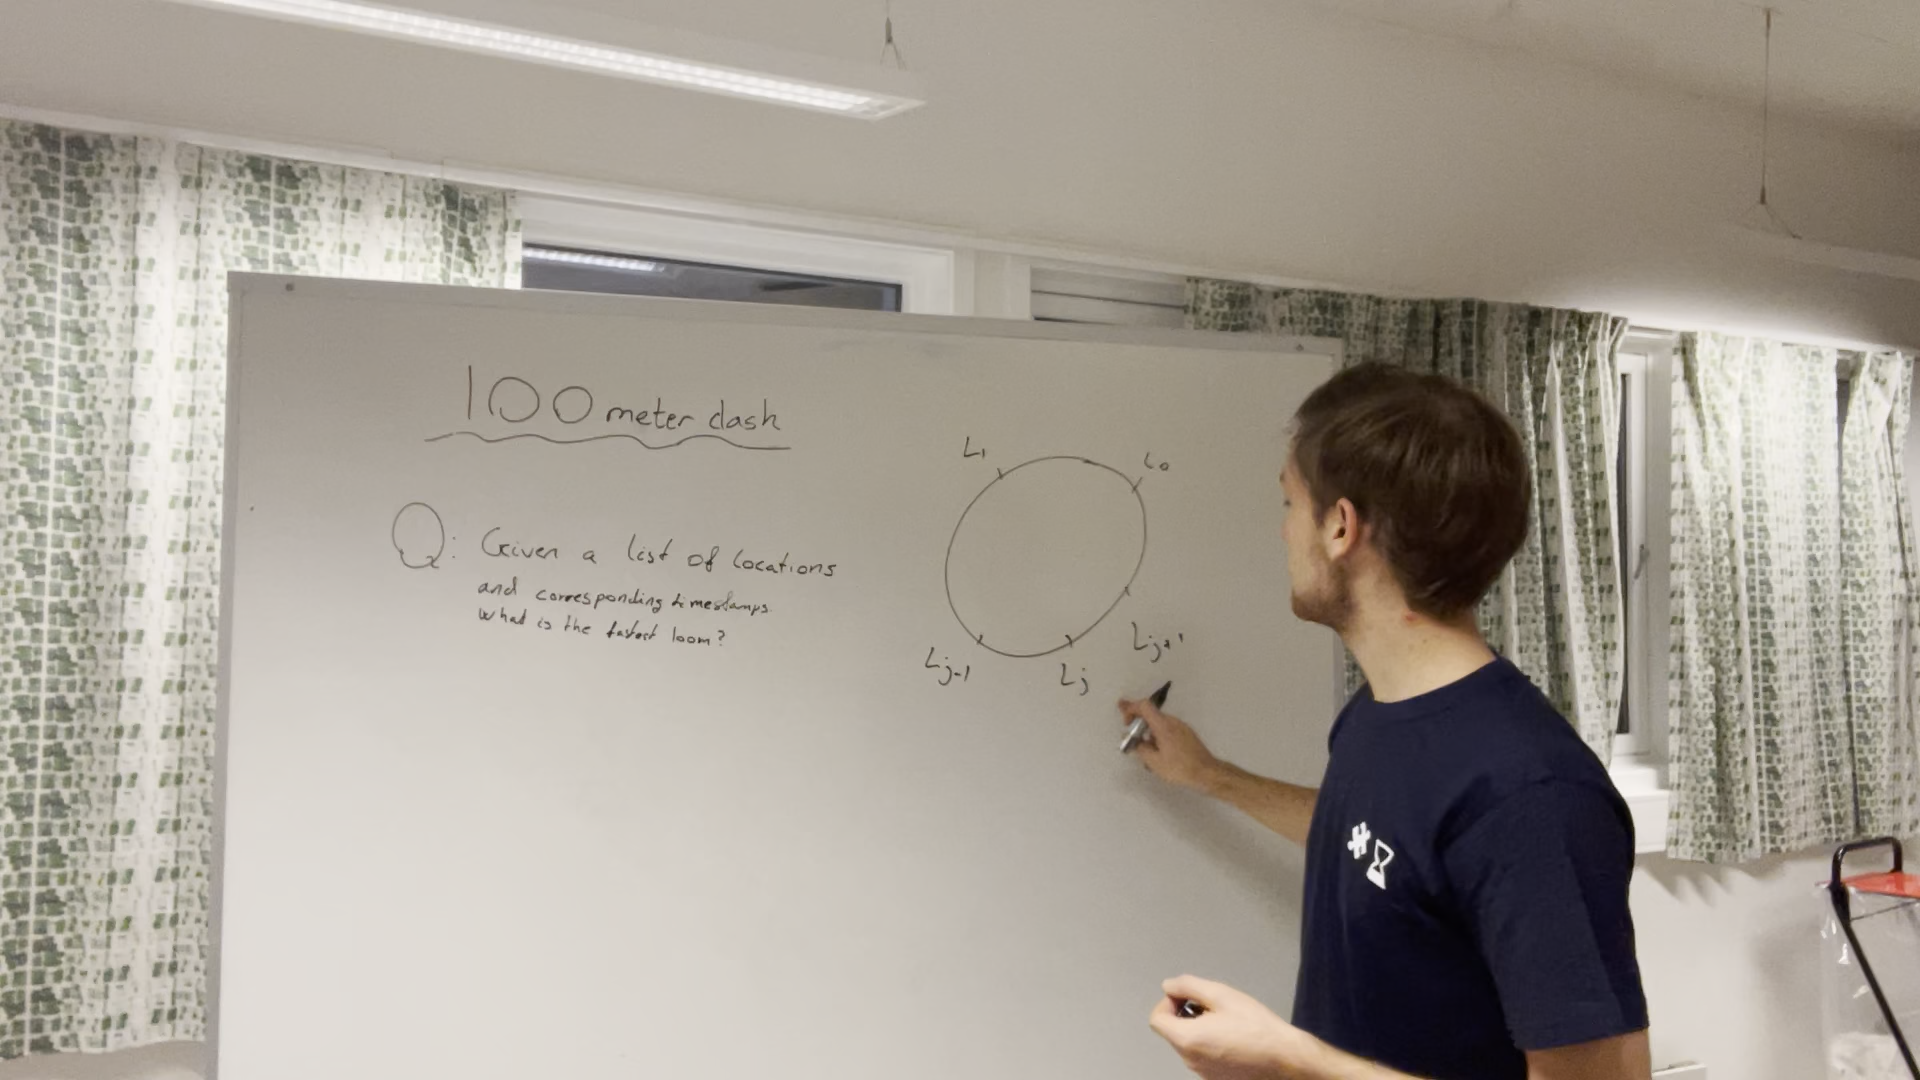 100 meter dash
Q: Given a list of locations
and corresponding timestamps.
What is the fastest 100m?
L1
L0
Lj+1
Lj-1
Lj